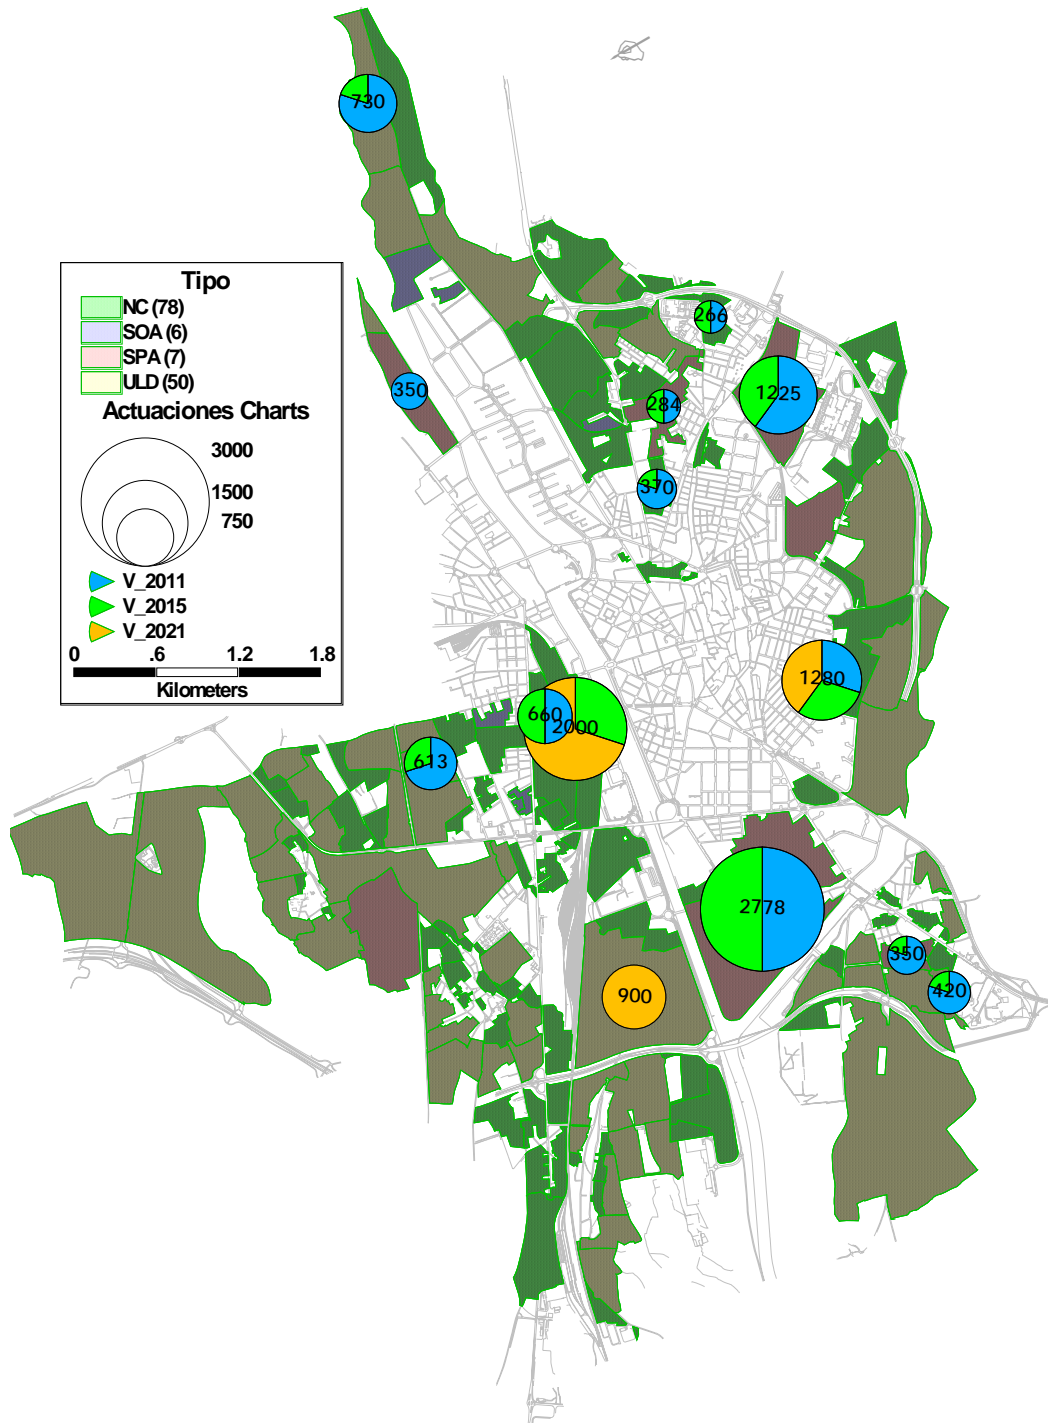 730
Tipo
NC (78)
SOA (6)
SPA (7)
ULD (50)
Actuaciones Charts
3000
1500
750
V_2011
V_2015
V_2021
0 .6 1.2 1.8
Kilometers
266
350
1225
284
370
1280
660
2000
613
2778
350
420
900